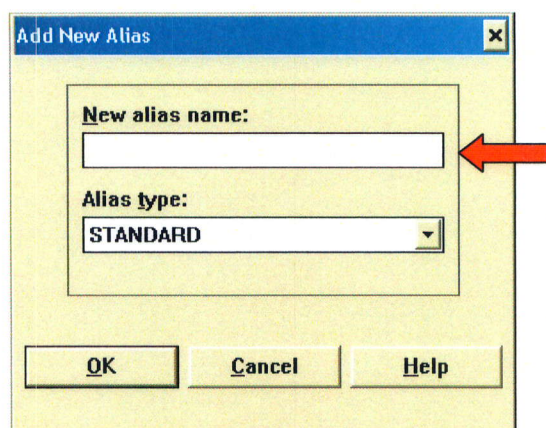 Add New Alias
New alias name:
Alias type:
STANDARD
OK Cancel Help